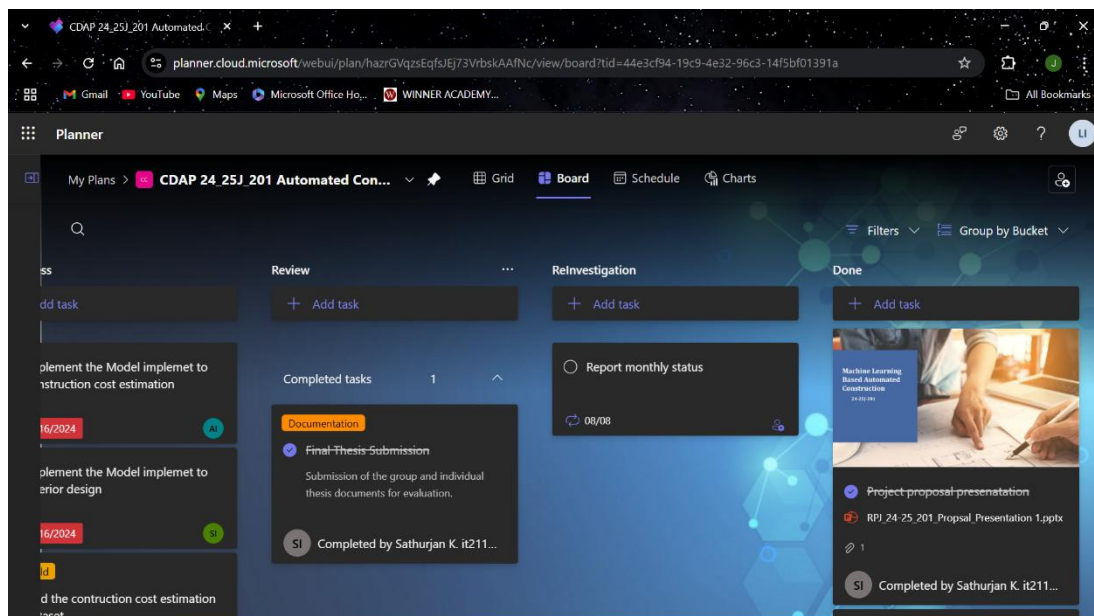 CDAP 24_25J_201 Automated C
planner.cloud.microsoft/webui/plan/hazrGVqzsEqfsJEj73VrbskAAfNc/view/board?tid=44e3cf94-19c9-4e32-96c3-14f5bf01391a
J
Gmail
YouTube
Maps
Microsoft Office Ho...
WINNER ACADEMY...
All Bookmarks
Planner
LI
My Plans > CC CDAP 24_25J_201 Automated Con...
Grid
Board
Schedule
Charts
Filters
Group by Bucket
ss
dd task
plement the Model implemet to
nstruction cost estimation
16/2024
AI
plement the Model implemet to
erior design
16/2024
SI
ld
d the contruction cost estimation
Review ...
+ Add task
Completed tasks 1
Documentation
Final Thesis Submission
Submission of the group and individual
thesis documents for evaluation.
SI Completed by Sathurjan K. it211...
ReInvestigation
+ Add task
Report monthly status
08/08
Done
+ Add task
Machine Learning
Based Automated
Construction
24-25J-201
Project proposal presenatation
RPJ_24-25_201_Propsal_Presentation 1.pptx
1
SI Completed by Sathurjan K. it211...